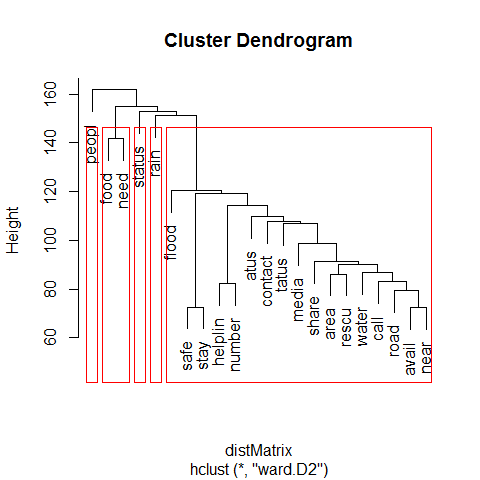 Cluster Dendrogram
Height
160
140
120
100
80
60
peopl
food
need
status
rain
flood
safe
stay
helplin
number
atus
contact
tatus
media
share
area
rescu
water
call
road
avail
near
distMatrix
hclust (*, "ward.D2")